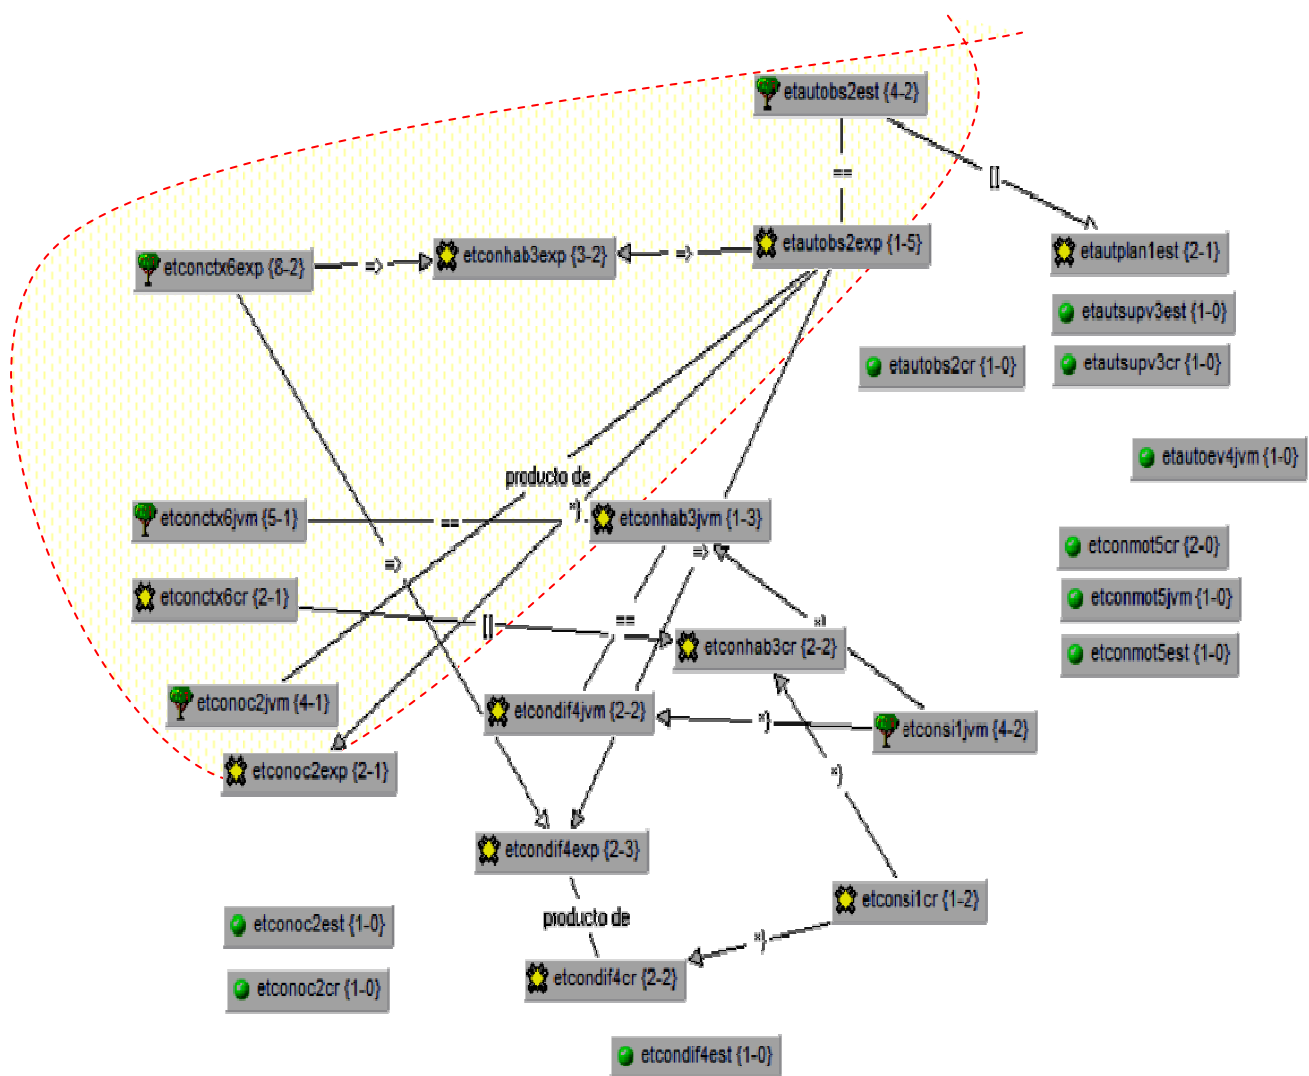 etautobs2est {4-2}
==
[]
etautobs2exp {1-5}
etconhab3exp {3-2}
etautplan1est {2-1}
etconctx6exp {8-2}
=>
=>
etautsupv3est {1-0}
etautobs2cr {1-0}
etautsupv3cr {1-0}
etautoev4jvm {1-0}
producto de
*}
etconctx6jvm {5-1}
==
etconhab3jvm {1-3}
etconmot5cr {2-0}
=>
=>
etconctx6cr {2-1}
etconmot5jvm {1-0}
[]
==
*}
etconhab3cr {2-2}
etconmot5est {1-0}
etconoc2jvm {4-1}
etcondif4jvm {2-2}
*}
etconsi1jvm {4-2}
etconoc2exp {2-1}
*}
etcondif4exp {2-3}
etconsi1cr {1-2}
etconoc2est {1-0}
producto de
*}
etcondif4cr {2-2}
etconoc2cr {1-0}
etcondif4est {1-0}